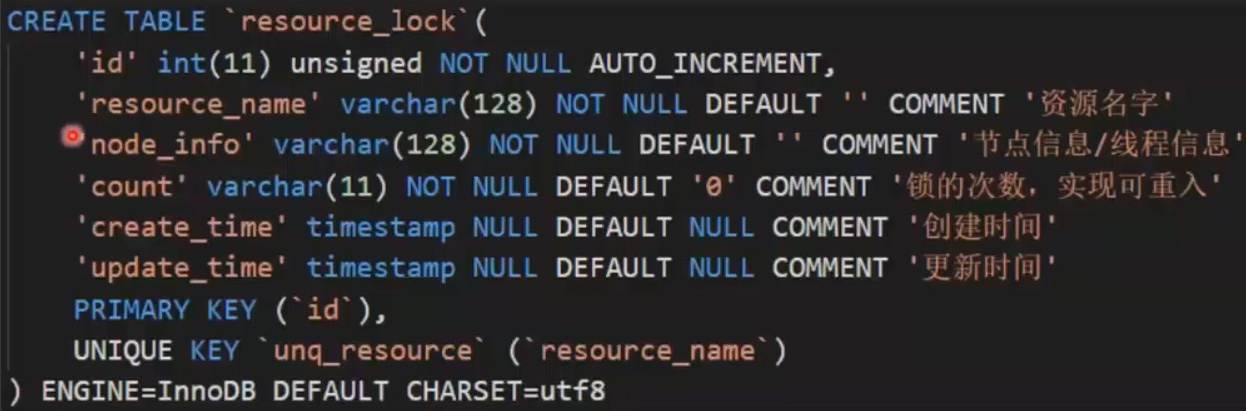 CREATE TABLE `resource_lock`(
'id' int(11) unsigned NOT NULL AUTO_INCREMENT,
'resource_name' varchar(128) NOT NULL DEFAULT '' COMMENT '资源名字'
'node_info' varchar(128) NOT NULL DEFAULT '' COMMENT '节点信息/线程信息'
'count' varchar(11) NOT NULL DEFAULT '0' COMMENT '锁的次数，实现可重入'
'create_time' timestamp NULL DEFAULT NULL COMMENT '创建时间'
'update_time' timestamp NULL DEFAULT NULL COMMENT '更新时间'
PRIMARY KEY (`id`),
UNIQUE KEY `unq_resource` (`resource_name`)
) ENGINE=InnoDB DEFAULT CHARSET=utf8